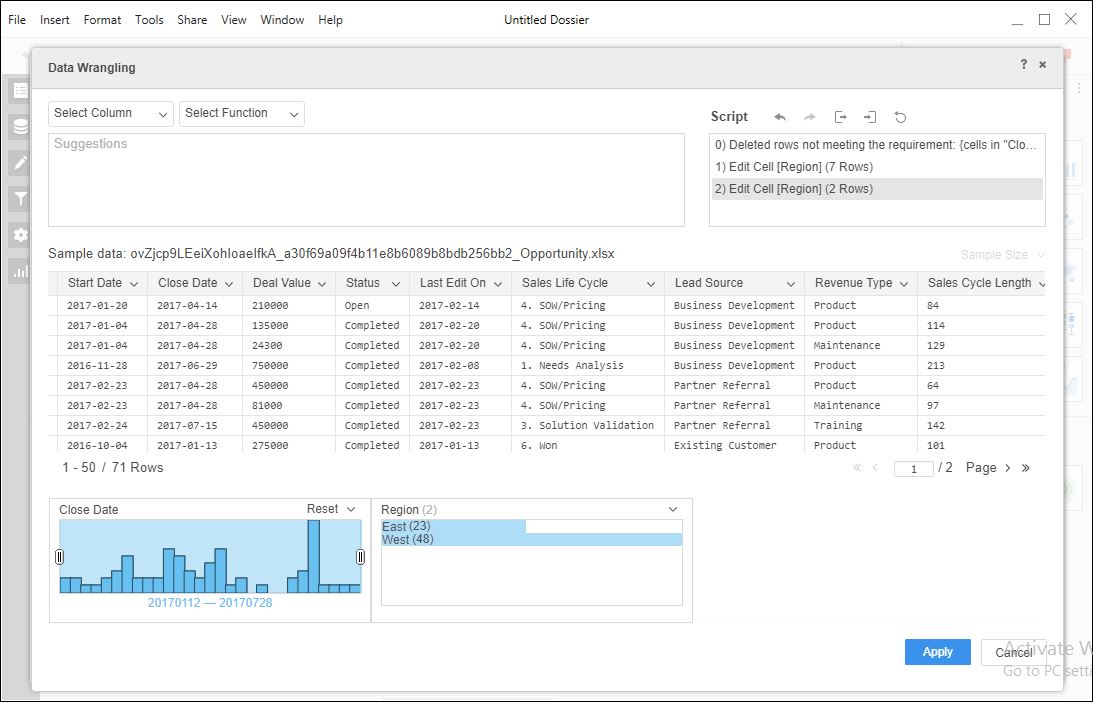 File Insert Format Tools Share View Window Help Untitled Dossier
Data Wrangling ? ×
Select Column Select Function
Script
Suggestions
0) Deleted rows not meeting the requirement: {cells in "Clo...
1) Edit Cell [Region] (7 Rows)
2) Edit Cell [Region] (2 Rows)
Sample data: ovZjcp9LEeiXohIoaeIfkA_a30f69a09f4b11e8b6089b8bdb256bb2_Opportunity.xlsx Sample Size
Start Date Close Date Deal Value Status Last Edit On Sales Life Cycle Lead Source Revenue Type Sales Cycle Length
2017-01-20 2017-04-14 210000 Open 2017-02-14 4. SOW/Pricing Business Development Product 84
2017-01-04 2017-04-28 135000 Completed 2017-02-20 4. SOW/Pricing Business Development Product 114
2017-01-04 2017-04-28 24300 Completed 2017-02-20 4. SOW/Pricing Business Development Maintenance 129
2016-11-28 2017-06-29 750000 Completed 2017-02-08 1. Needs Analysis Business Development Product 213
2017-02-23 2017-04-28 450000 Completed 2017-02-23 4. SOW/Pricing Partner Referral Product 64
2017-02-23 2017-04-28 81000 Completed 2017-02-23 4. SOW/Pricing Partner Referral Maintenance 97
2017-02-24 2017-07-15 450000 Completed 2017-02-23 3. Solution Validation Partner Referral Training 142
2016-10-04 2017-01-13 275000 Completed 2017-01-13 6. Won Existing Customer Product 101
1 - 50 / 71 Rows « ‹ 1 / 2 Page › »
Close Date Reset
20170112 — 20170728
Region (2)
East (23)
West (48)
Apply Cancel
Activate W
Go to PC setti